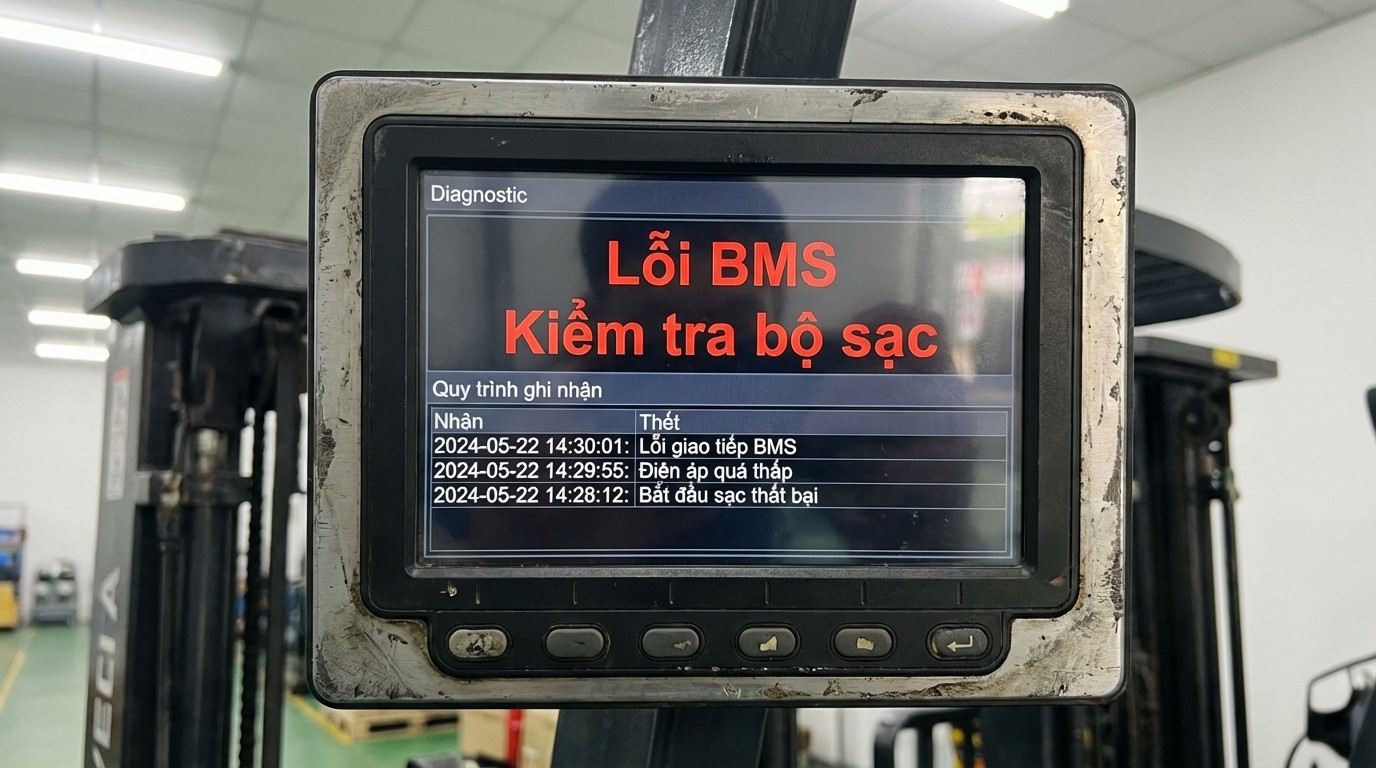 Diagnostic
Lỗi BMS
Kiểm tra bộ sạc
Quy trình ghi nhận
Nhận Thết
2024-05-22 14:30:01: Lỗi giao tiếp BMS
2024-05-22 14:29:55: Điện áp quá thấp
2024-05-22 14:28:12: Bắt đầu sạc thất bại